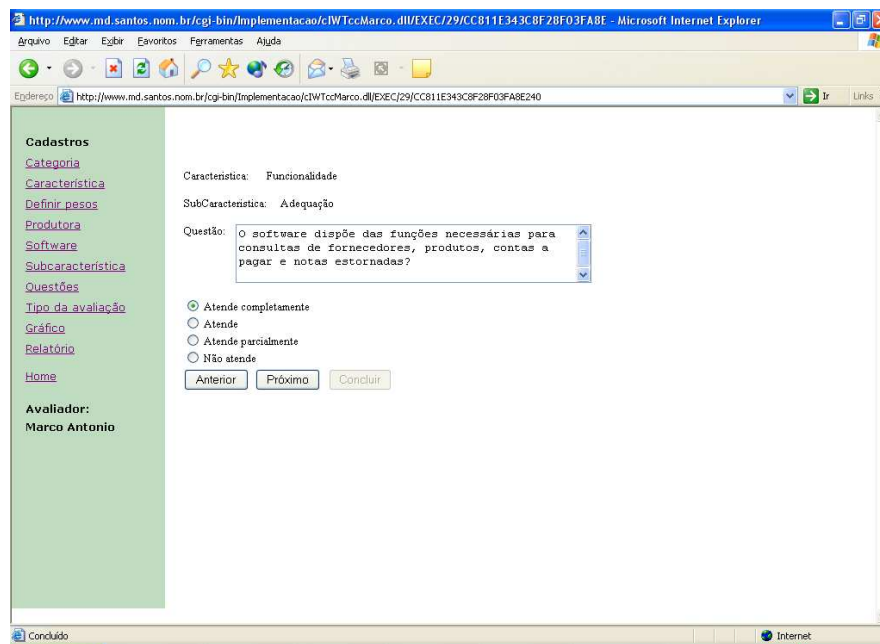 http://www.md.santos.nom.br/cgi-bin/Implementacao/cIWTccMarco.dll/EXEC/29/CC811E343C8F28F03FA8E - Microsoft Internet Explorer
Arquivo Editar Exibir Favoritos Ferramentas Ajuda
Endereço http://www.md.santos.nom.br/cgi-bin/Implementacao/cIWTccMarco.dll/EXEC/29/CC811E343C8F28F03FA8E240 Ir Links
Cadastros
Categoria
Característica
Definir pesos
Produtora
Software
Subcaracterística
Questões
Tipo da avaliação
Gráfico
Relatório
Home
Avaliador:
Marco Antonio
Caracteristica: Funcionalidade
SubCaracteristica: Adequação
Questão: O software dispõe das funções necessárias para
consultas de fornecedores, produtos, contas a
pagar e notas estornadas?
Atende completamente
Atende
Atende parcialmente
Não atende
Anterior Próximo Concluir
Concluído Internet